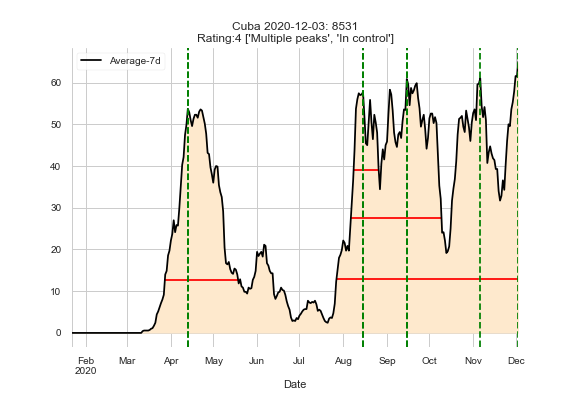 Cuba 2020-12-03: 8531
Rating:4 ['Multiple peaks', 'In control']
Average-7d
60
50
40
30
20
10
0
Feb Mar Apr May Jun Jul Aug Sep Oct Nov Dec
2020
Date